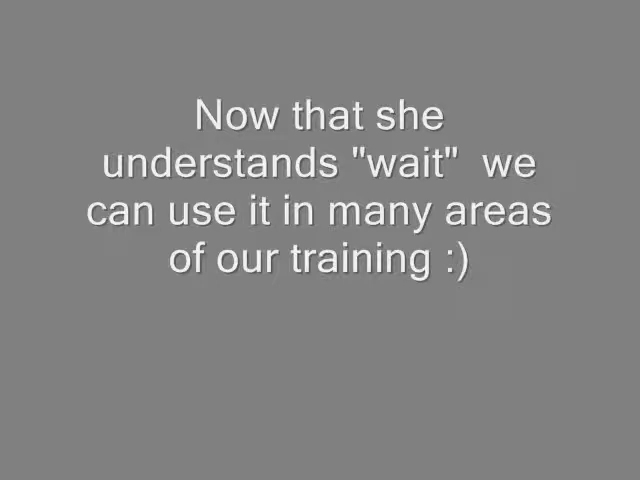 Now that she
understands "wait"  we
can use it in many areas
of our training :)